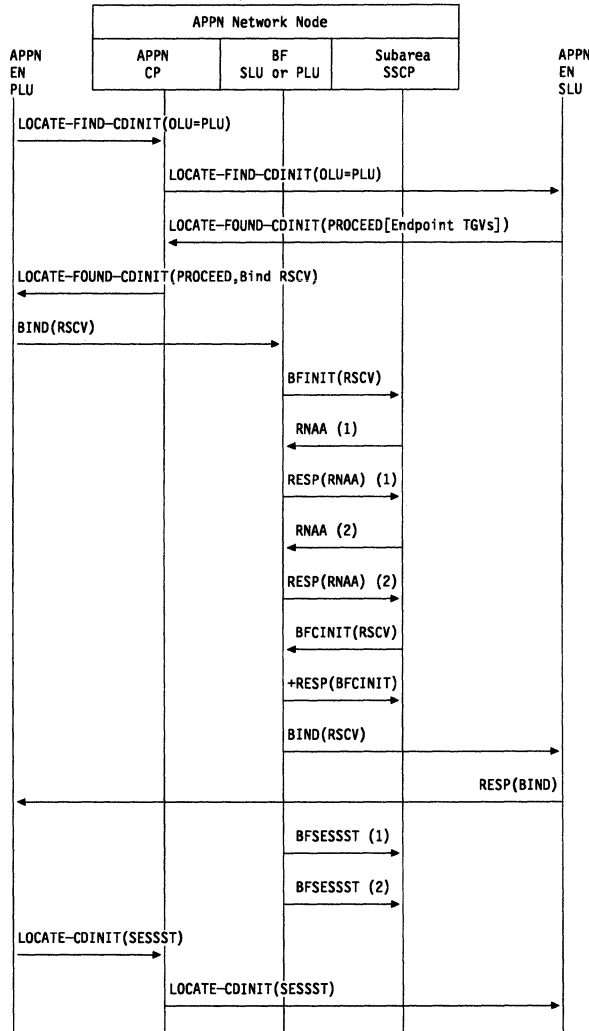 APPN Network Node
APPN EN PLU
APPN CP
BF SLU or PLU
Subarea SSCP
APPN EN SLU
LOCATE-FIND-CDINIT(OLU=PLU)
LOCATE-FIND-CDINIT(OLU=PLU)
LOCATE-FOUND-CDINIT(PROCEED[Endpoint TGVs])
LOCATE-FOUND-CDINIT(PROCEED,Bind RSCV)
BIND(RSCV)
BFINIT(RSCV)
RNAA (1)
RESP(RNAA) (1)
RNAA (2)
RESP(RNAA) (2)
BFCINIT(RSCV)
+RESP(BFCINIT)
BIND(RSCV)
RESP(BIND)
BFSESSST (1)
BFSESSST (2)
LOCATE-CDINIT(SESSST)
LOCATE-CDINIT(SESSST)